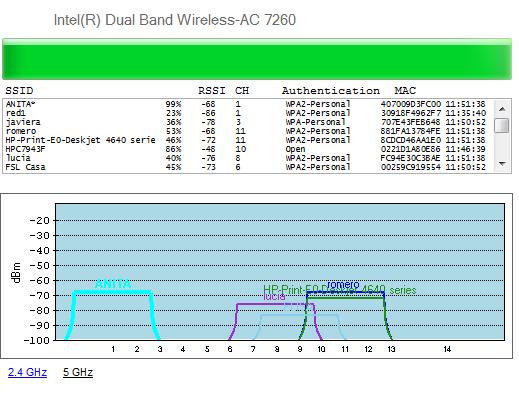 Intel(R) Dual Band Wireless-AC 7260
SSID RSSI CH Authentication MAC
ANITA* 99% -68 1 WPA2-Personal 407009D3FC00 11:51:38
red1 23% -86 1 WPA-Personal 30918F4962F7 11:35:40
javiera 36% -78 3 WPA-Personal 707E43FEB648 11:50:52
romero 53% -68 11 WPA2-Personal 881FA13784FE 11:51:38
HP-Print-E0-Deskjet 4640 serie 46% -72 11 WPA2-Personal 8CDCD46AA1E0 11:51:38
HPC7943F 86% -48 10 Open 0221D1A80E86 11:46:39
lucia 40% -76 8 WPA2-Personal FC94E30C3BAE 11:51:38
FSL Casa 45% -73 6 WPA2-Personal 00259C919554 11:50:52
dBm
-20
-30
-40
-50
-60
-70
-80
-90
-100
ANITA
romero
HP-Print-E0-Deskjet 4640 series
lucia
1 2 3 4 5 6 7 8 9 10 11 12 13 14
2.4 GHz 5 GHz